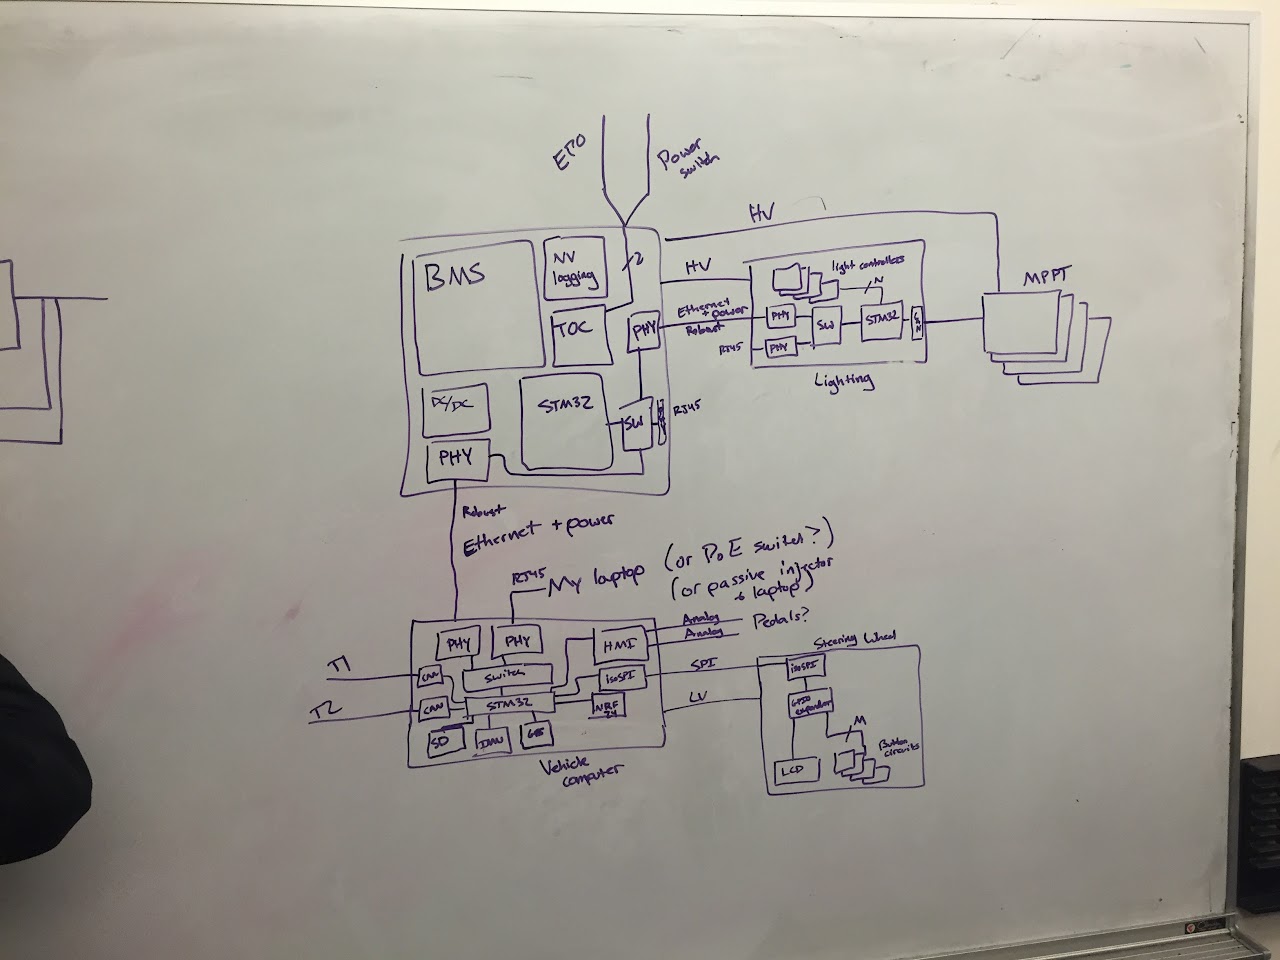 EPO
Power
switch
HV
BMS
NV
logging
2
HV
light controllers
N
MPPT
TOC
PHY
Ethernet
+ power
Robust
PHY
SW
STM32
CAN
RJ45
PHY
Lighting
DC/DC
STM32
SW
RJ45
PHY
Robust
Ethernet + power
RJ45
My laptop
(or PoE switch?)
(or passive injector
→ laptop)
PHY
PHY
HMI
Analog
Analog
Pedals?
Steering Wheel
T1
CAN
switch
isoSPI
SPI
isoSPI
T2
CAN
STM32
NRF
24
LV
GPIO
expander
M
Button
circuits
SD
IMU
GPS
LCD
Vehicle
computer